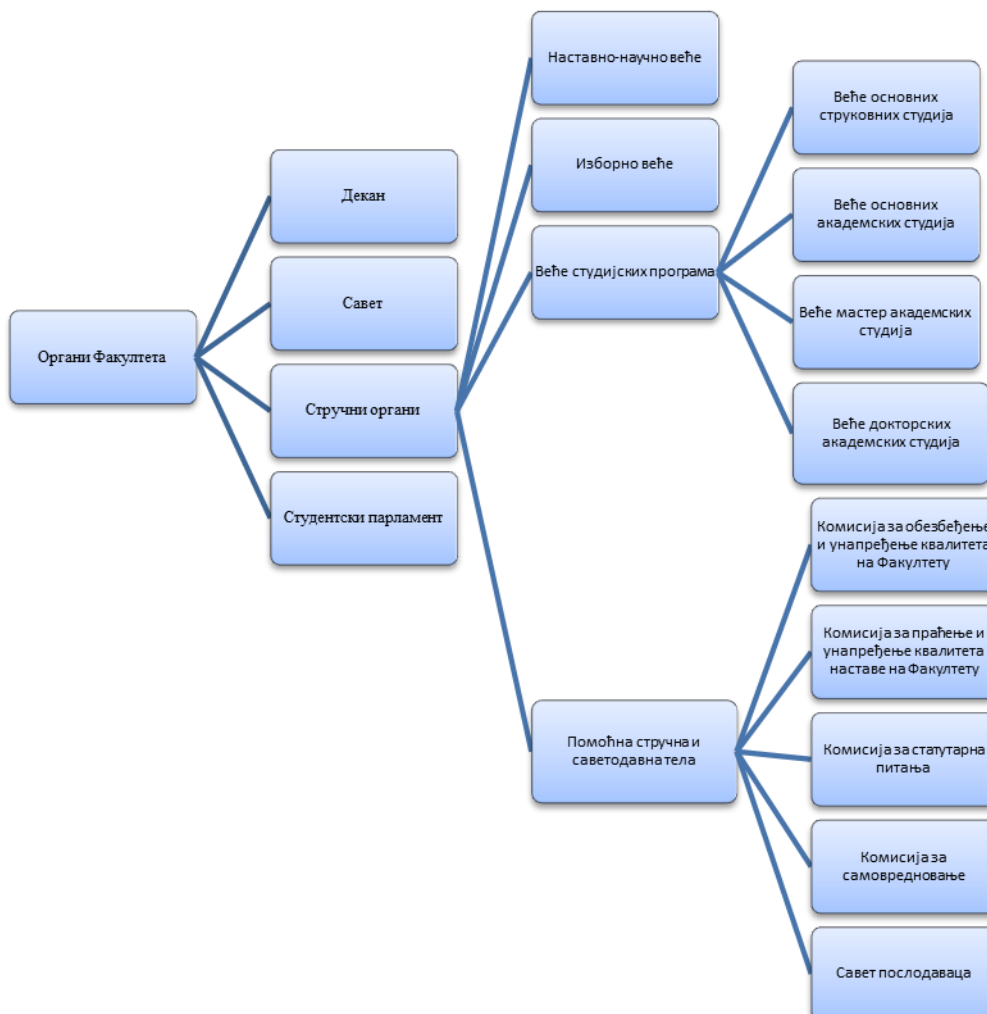 Органи Факултета
Декан
Савет
Стручни органи
Студентски парламент
Наставно-научно веће
Изборно веће
Веће студијских програма
Веће основних
струковних студија
Веће основних
академских студија
Веће мастер академских
студија
Веће докторских
академских студија
Помоћна стручна и
саветодавна тела
Комисија за обезбеђење
и унапређење квалитета
на Факултету
Комисија за праћење и
унапређење квалитета
наставе на Факултету
Комисија за статутарна
питања
Комисија за
самовредновање
Савет послодаваца